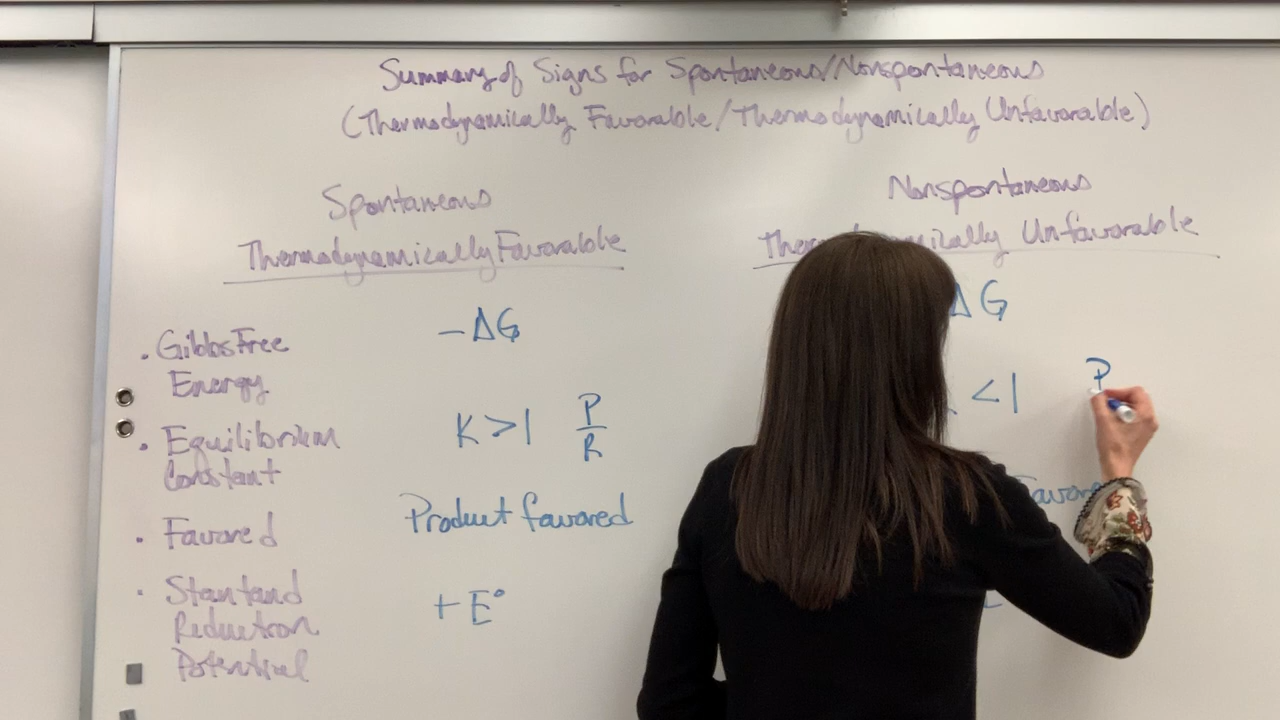 Summary of Signs for Spontaneous/Nonspontaneous
(Thermodynamically Favorable/Thermodynamically Unfavorable)
Spontaneous
Thermodynamically Favorable
Nonspontaneous
Unfavorable
. Gibbs Free
Energy
-ΔG
ΔG
. Equilibrium
Constant
K>1 P/R
<1 P
. Favored
Product favored
. Stantand
Reduction
Potential
+E°